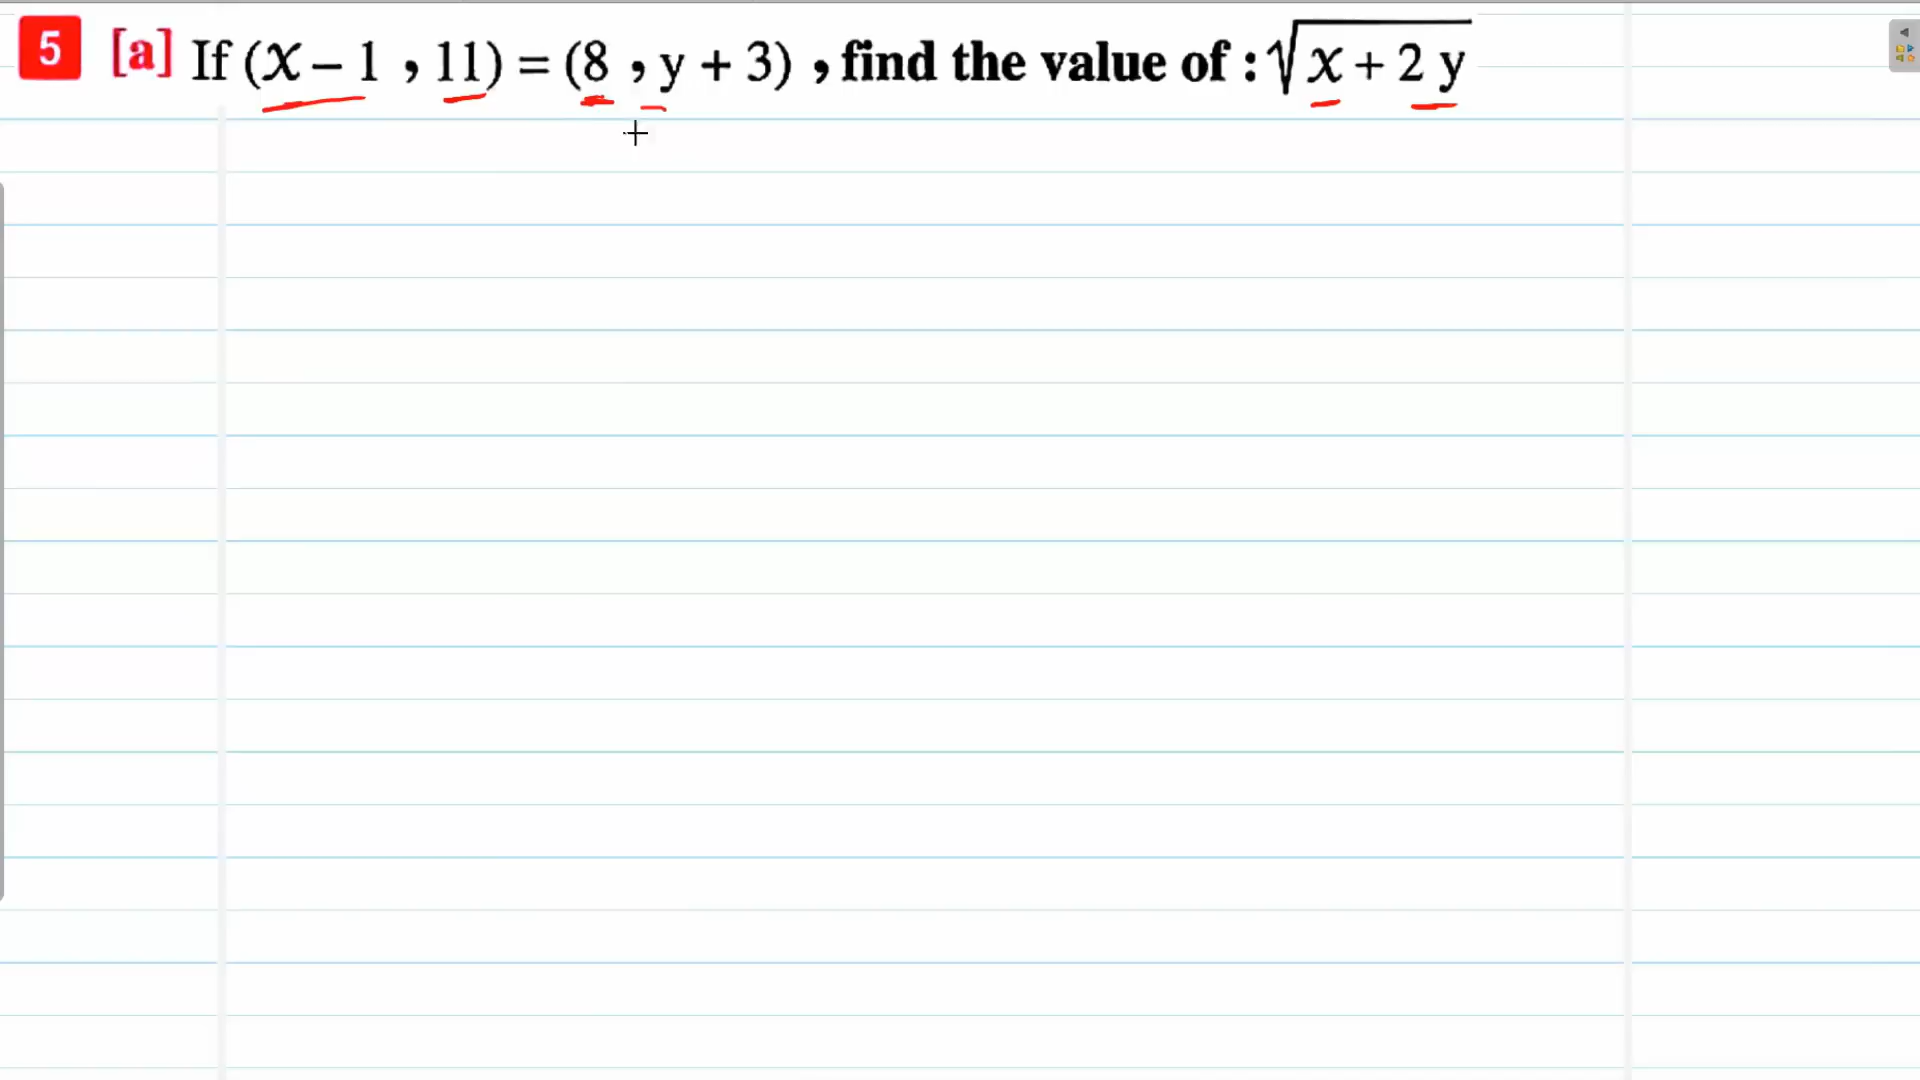 5 [a] If (x – 1 , 11) = (8 , y + 3) , find the value of : √x + 2 y